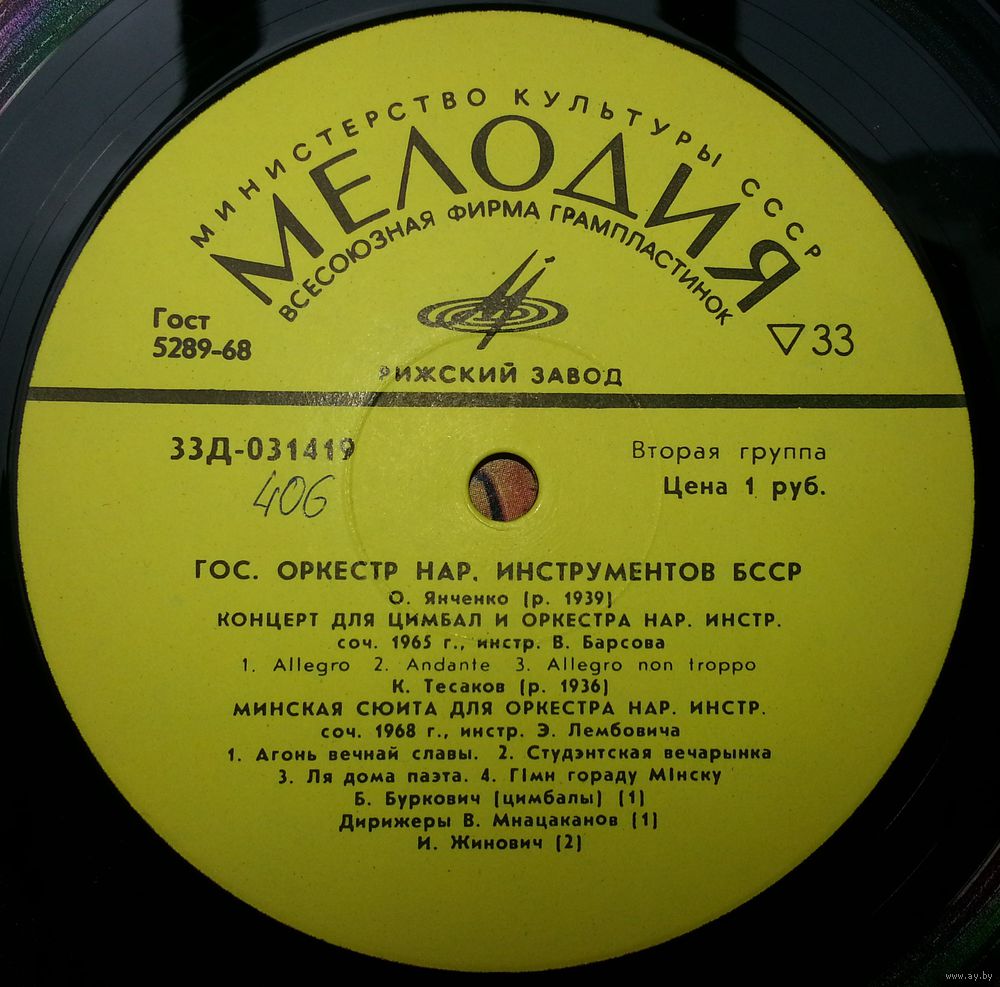 МИНИСТЕРСТВО КУЛЬТУРЫ СССР
МЕЛОДИЯ
ВСЕСОЮЗНАЯ ФИРМА ГРАМПЛАСТИНОК
Гост
5289-68
▽33
РИЖСКИЙ ЗАВОД
33Д-031419
406
Вторая группа
Цена 1 руб.
ГОС. ОРКЕСТР НАР. ИНСТРУМЕНТОВ БССР
О. Янченко (р. 1939)
КОНЦЕРТ ДЛЯ ЦИМБАЛ И ОРКЕСТРА НАР. ИНСТР.
соч. 1965 г., инстр. В. Барсова
1. Allegro 2. Andante 3. Allegro non troppo
К. Тесаков (р. 1936)
МИНСКАЯ СЮИТА ДЛЯ ОРКЕСТРА НАР. ИНСТР.
соч. 1968 г., инстр. Э. Лембовича
1. Агонь вечнай славы. 2. Студэнтская вечарынка
3. Ля дома паэта. 4. Гімн гораду Мінску
Б. Буркович (цимбалы) (1)
Дирижеры В. Мнацаканов (1)
И. Жинович (2)
www.ay.by